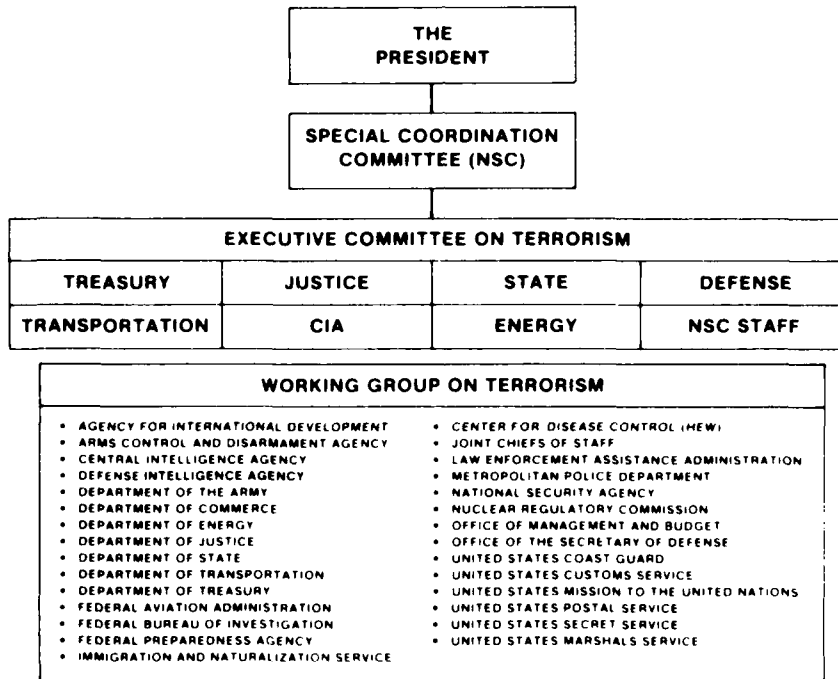 THE
PRESIDENT
SPECIAL COORDINATION
COMMITTEE (NSC)
EXECUTIVE COMMITTEE ON TERRORISM
TREASURY JUSTICE STATE DEFENSE
TRANSPORTATION CIA ENERGY NSC STAFF
WORKING GROUP ON TERRORISM
• AGENCY FOR INTERNATIONAL DEVELOPMENT
• ARMS CONTROL AND DISARMAMENT AGENCY
• CENTRAL INTELLIGENCE AGENCY
• DEFENSE INTELLIGENCE AGENCY
• DEPARTMENT OF THE ARMY
• DEPARTMENT OF COMMERCE
• DEPARTMENT OF ENERGY
• DEPARTMENT OF JUSTICE
• DEPARTMENT OF STATE
• DEPARTMENT OF TRANSPORTATION
• DEPARTMENT OF TREASURY
• FEDERAL AVIATION ADMINISTRATION
• FEDERAL BUREAU OF INVESTIGATION
• FEDERAL PREPAREDNESS AGENCY
• IMMIGRATION AND NATURALIZATION SERVICE
• CENTER FOR DISEASE CONTROL (HEW)
• JOINT CHIEFS OF STAFF
• LAW ENFORCEMENT ASSISTANCE ADMINISTRATION
• METROPOLITAN POLICE DEPARTMENT
• NATIONAL SECURITY AGENCY
• NUCLEAR REGULATORY COMMISSION
• OFFICE OF MANAGEMENT AND BUDGET
• OFFICE OF THE SECRETARY OF DEFENSE
• UNITED STATES COAST GUARD
• UNITED STATES CUSTOMS SERVICE
• UNITED STATES MISSION TO THE UNITED NATIONS
• UNITED STATES POSTAL SERVICE
• UNITED STATES SECRET SERVICE
• UNITED STATES MARSHALS SERVICE